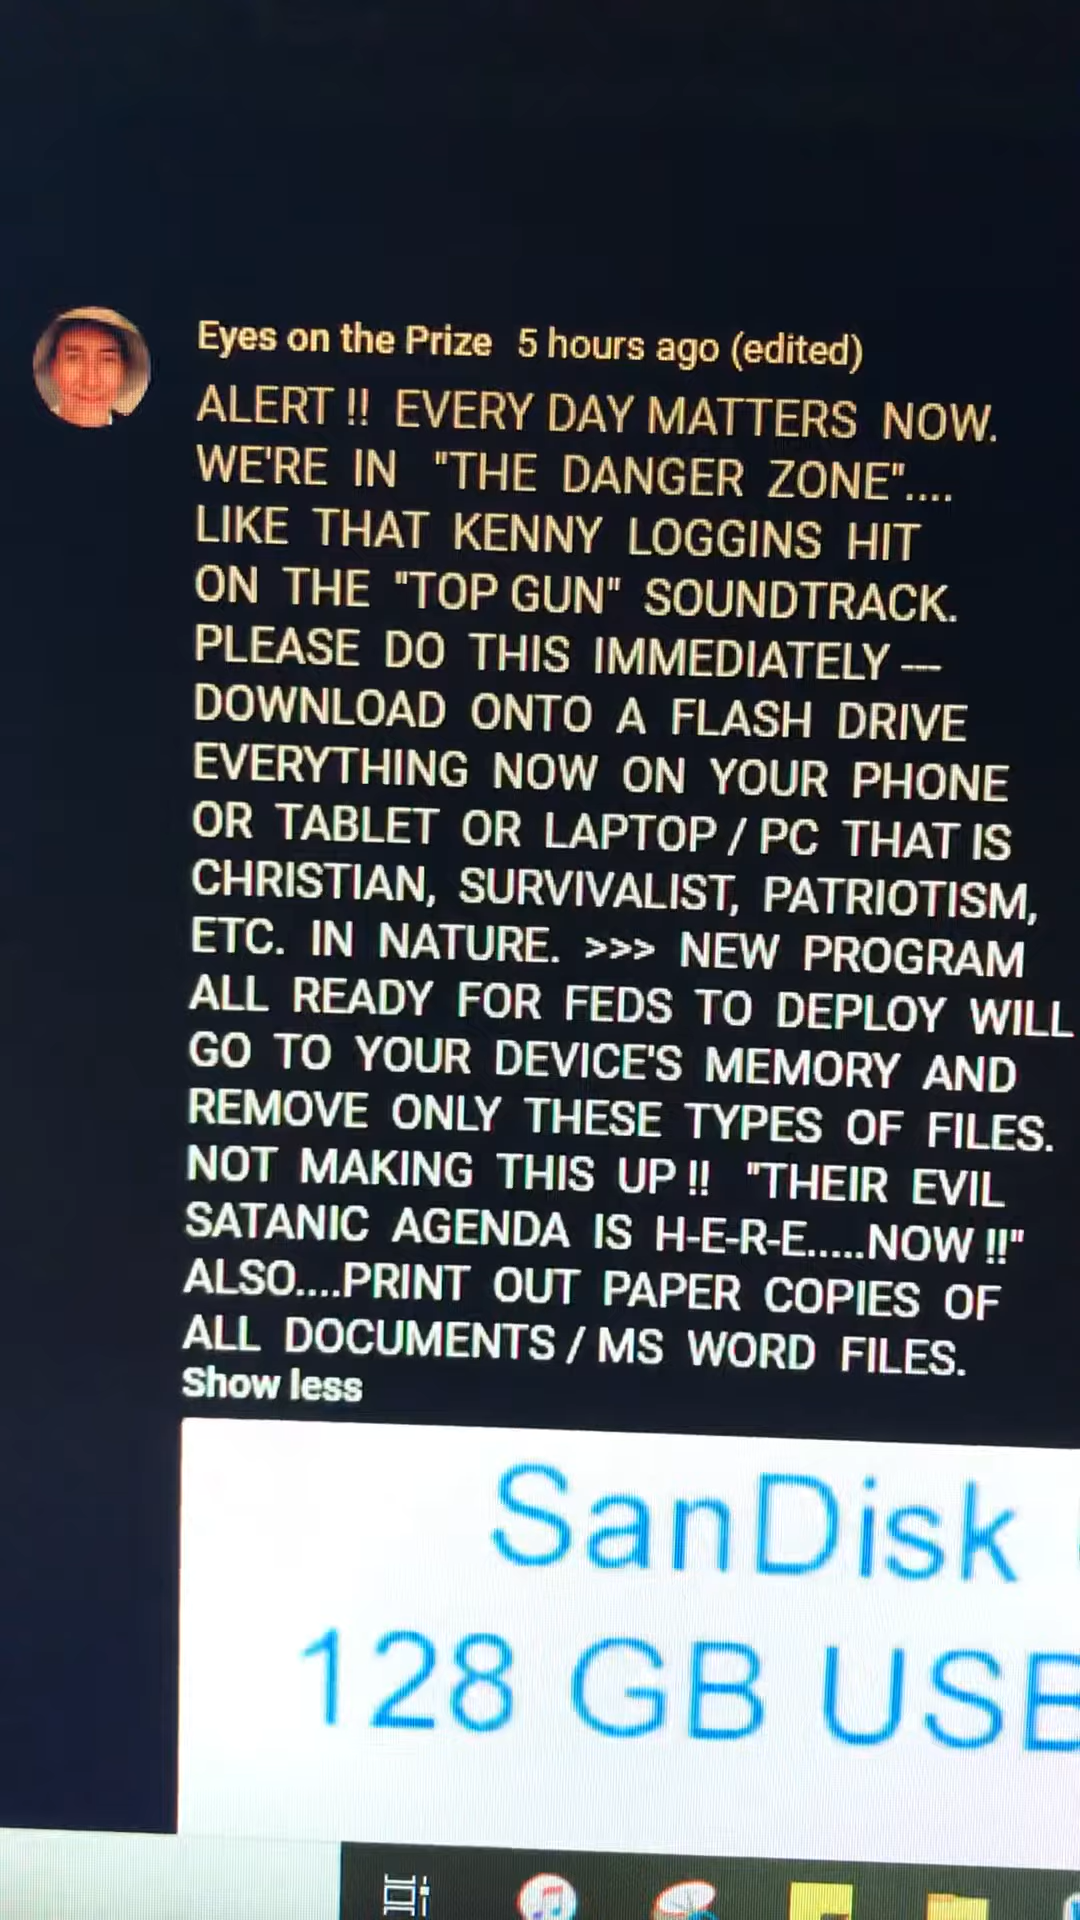 Eyes on the Prize 5 hours ago (edited)
ALERT !! EVERY DAY MATTERS NOW.
WE'RE IN "THE DANGER ZONE"....
LIKE THAT KENNY LOGGINS HIT
ON THE "TOP GUN" SOUNDTRACK.
PLEASE DO THIS IMMEDIATELY ---
DOWNLOAD ONTO A FLASH DRIVE
EVERYTHING NOW ON YOUR PHONE
OR TABLET OR LAPTOP / PC THAT IS
CHRISTIAN, SURVIVALIST, PATRIOTISM,
ETC. IN NATURE. >>> NEW PROGRAM
ALL READY FOR FEDS TO DEPLOY WILL
GO TO YOUR DEVICE'S MEMORY AND
REMOVE ONLY THESE TYPES OF FILES.
NOT MAKING THIS UP !! "THEIR EVIL
SATANIC AGENDA IS H-E-R-E.....NOW !!"
ALSO....PRINT OUT PAPER COPIES OF
ALL DOCUMENTS / MS WORD FILES.
Show less
SanDisk
128 GB USB